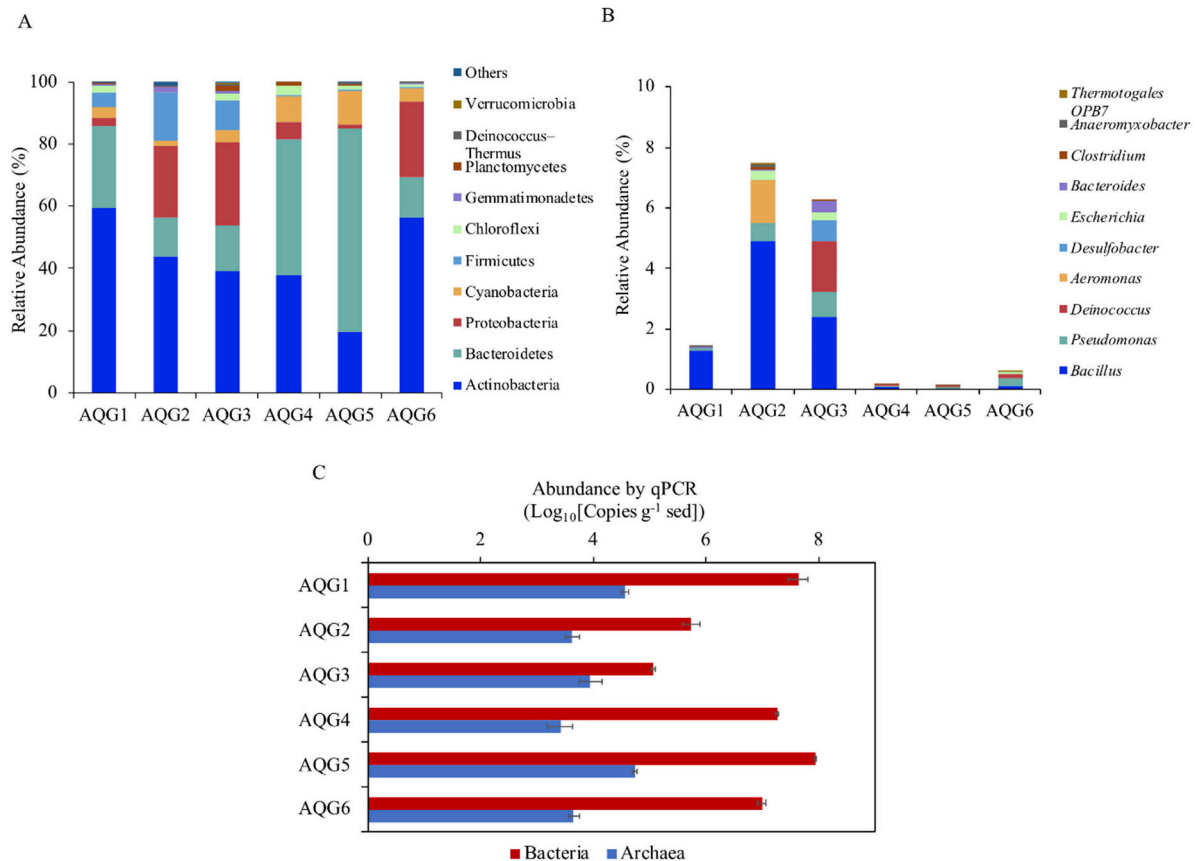 A
Relative Abundance (%)
100
80
60
40
20
0
AQG1 AQG2 AQG3 AQG4 AQG5 AQG6
Others
Verrucomicrobia
Deinococcus–
Thermus
Planctomycetes
Gemmatimonadetes
Chloroflexi
Firmicutes
Cyanobacteria
Proteobacteria
Bacteroidetes
Actinobacteria
B
Relative Abundance (%)
10
8
6
4
2
0
AQG1 AQG2 AQG3 AQG4 AQG5 AQG6
Thermotogales
OPB7
Anaeromyxobacter
Clostridium
Bacteroides
Escherichia
Desulfobacter
Aeromonas
Deinococcus
Pseudomonas
Bacillus
C
Abundance by qPCR
(Log₁₀[Copies g⁻¹ sed])
0 2 4 6 8
AQG1
AQG2
AQG3
AQG4
AQG5
AQG6
Bacteria Archaea